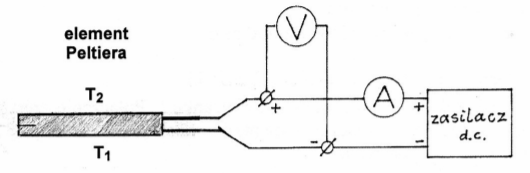 element
Peltiera
T2
T1
V
+
-
A
+
-
zasilacz
d.c.